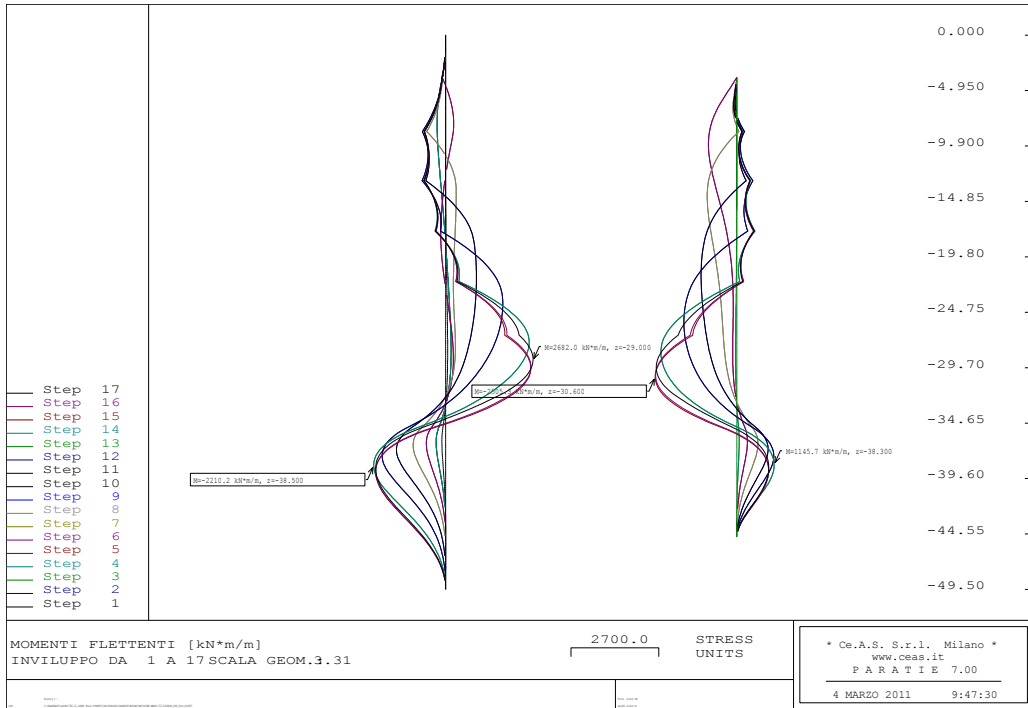 0.000
-4.950
-9.900
-14.85
-19.80
-24.75
-29.70
-34.65
-39.60
-44.55
-49.50
M=2682.0 kN*m/m, z=-29.000
kN*m/m, z=-30.600
M=1145.7 kN*m/m, z=-38.300
M=-2210.2 kN*m/m, z=-38.500
Step 17
Step 16
Step 15
Step 14
Step 13
Step 12
Step 11
Step 10
Step 9
Step 8
Step 7
Step 6
Step 5
Step 4
Step 3
Step 2
Step 1
MOMENTI FLETTENTI [kN*m/m]
INVILUPPO DA 1 A 17 SCALA GEOM.
2700.0
STRESS
UNITS
* Ce.A.S. S.r.l. Milano *
www.ceas.it
P A R A T I E 7.00
4 MARZO 2011 9:47:30